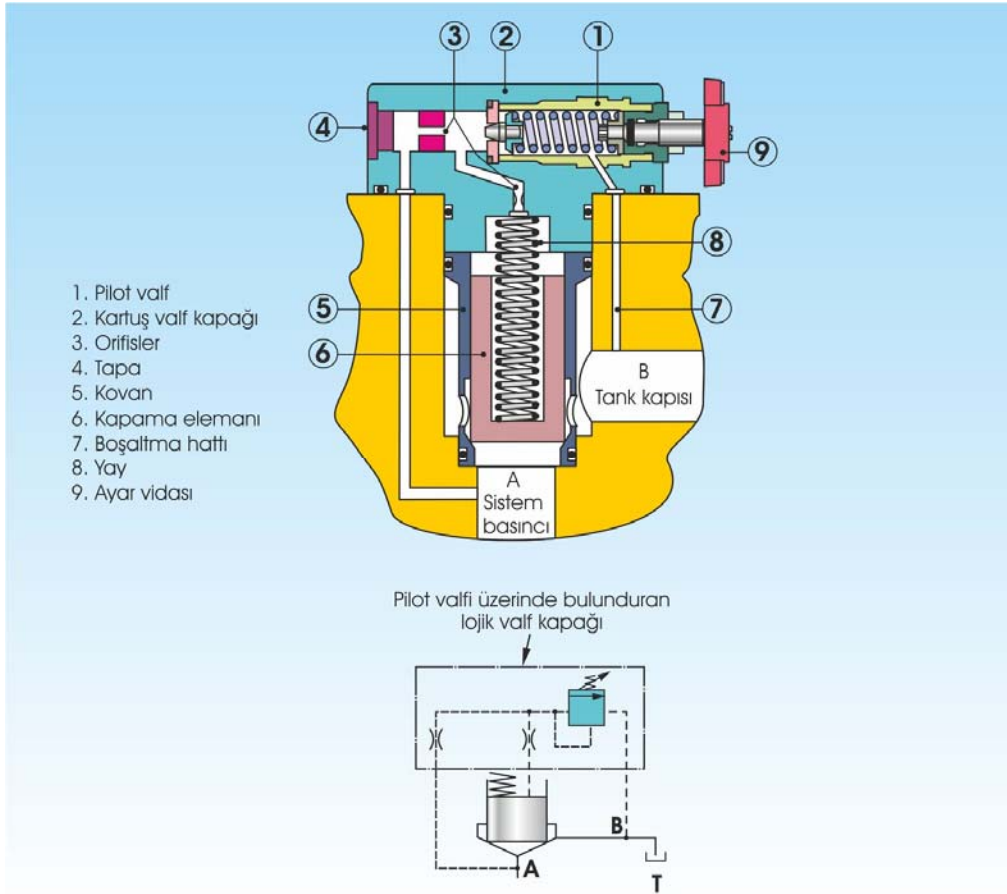 3
2
1
4
9
8
5
7
6
1. Pilot valf
2. Kartuş valf kapağı
3. Orifisler
4. Tapa
5. Kovan
6. Kapama elemanı
7. Boşaltma hattı
8. Yay
9. Ayar vidası
B
Tank kapısı
A
Sistem
basıncı
Pilot valfi üzerinde bulunduran
lojik valf kapağı
B
A
T